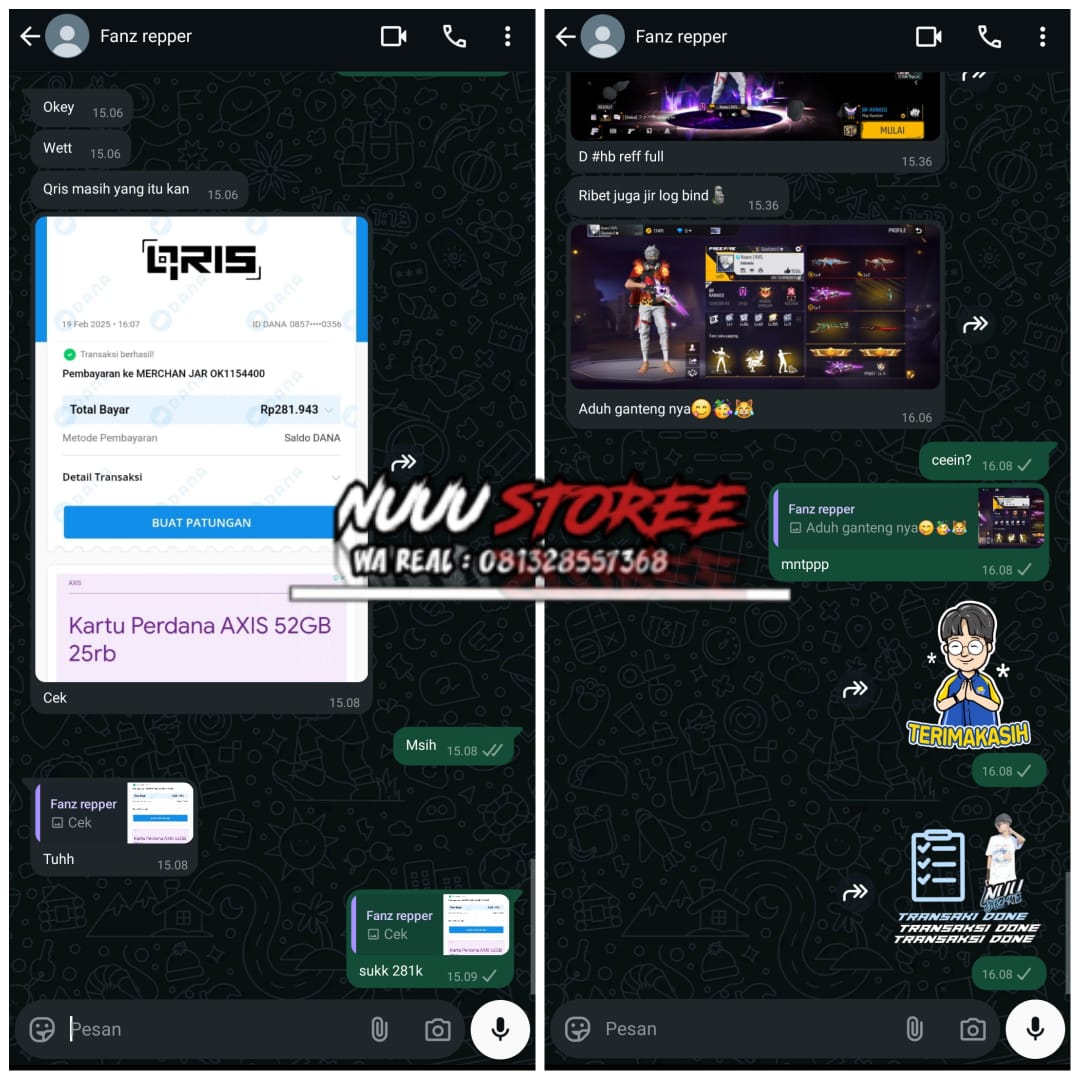 Fanz repper
Okey 15.06
Wett 15.06
Qris masih yang itu kan 15.06
QRIS
19 Feb 2025 • 16:07 ID DANA 0857••••0356
Transaksi berhasil!
Pembayaran ke MERCHAN JAR OK1154400
Total Bayar Rp281.943
Metode Pembayaran Saldo DANA
Detail Transaksi
BUAT PATUNGAN
AXIS
Kartu Perdana AXIS 52GB
25rb
Cek 15.08
Msih 15.08
Fanz repper
Cek
Tuhh 15.08
Fanz repper
Cek
sukk 281k 15.09
Pesan
NUUU STOREE
WA REAL : 081328557368
Fanz repper
MULAI
D #hb reff full 15.36
Ribet juga jir log bind🗿 15.36
PROFILE
Aduh ganteng nya😋🥳😹 16.06
ceein? 16.08
Fanz repper
Aduh ganteng nya😋🥳😹
mntppp 16.08
TERIMAKASIH
16.08
NUU
STORE
TRANSAKI DONE
TRANSAKSI DONE
TRANSAKSI DONE
16.08
Pesan